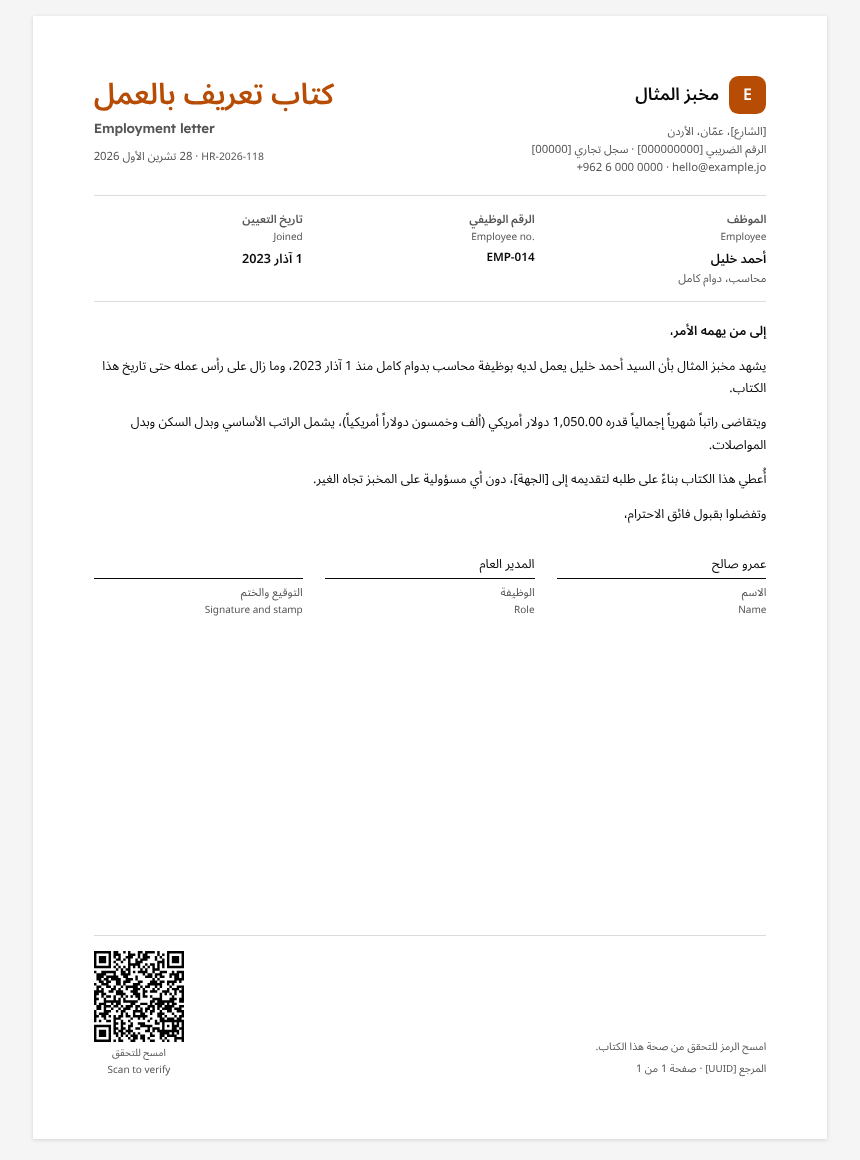 E
مخبز المثال
[الشارع]، عمّان، الأردن
الرقم الضريبي [000000000] · سجل تجاري [00000]
+962 6 000 0000 · hello@example.jo
كتاب تعريف بالعمل
Employment letter
HR-2026-118 · 28 تشرين الأول 2026
الموظف
Employee
أحمد خليل
محاسب، دوام كامل
الرقم الوظيفي
Employee no.
EMP-014
تاريخ التعيين
Joined
1 آذار 2023
إلى من يهمه الأمر،
يشهد مخبز المثال بأن السيد أحمد خليل يعمل لديه بوظيفة محاسب بدوام كامل منذ 1 آذار 2023، وما زال على رأس عمله حتى تاريخ هذا
الكتاب.
ويتقاضى راتباً شهرياً إجمالياً قدره 1,050.00 دولار أمريكي (ألف وخمسون دولاراً أمريكياً)، يشمل الراتب الأساسي وبدل السكن وبدل
المواصلات.
أُعطي هذا الكتاب بناءً على طلبه لتقديمه إلى [الجهة]، دون أي مسؤولية على المخبز تجاه الغير.
وتفضلوا بقبول فائق الاحترام،
عمرو صالح
الاسم
Name
المدير العام
الوظيفة
Role
التوقيع والختم
Signature and stamp
امسح الرمز للتحقق من صحة هذا الكتاب.
المرجع [UUID] · صفحة 1 من 1
امسح للتحقق
Scan to verify